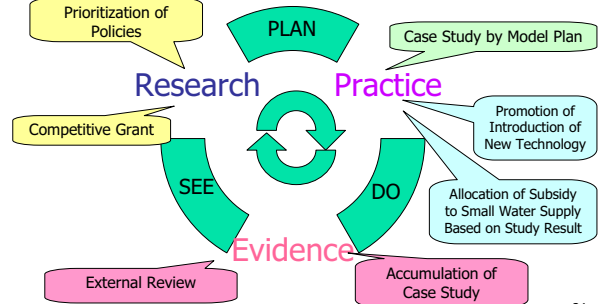 Prioritization of
Policies
PLAN
Case Study by Model Plan
Research
Practice
Promotion of
Introduction of
New Technology
Competitive Grant
SEE
DO
Allocation of Subsidy
to Small Water Supply
Based on Study Result
Evidence
External Review
Accumulation of
Case Study